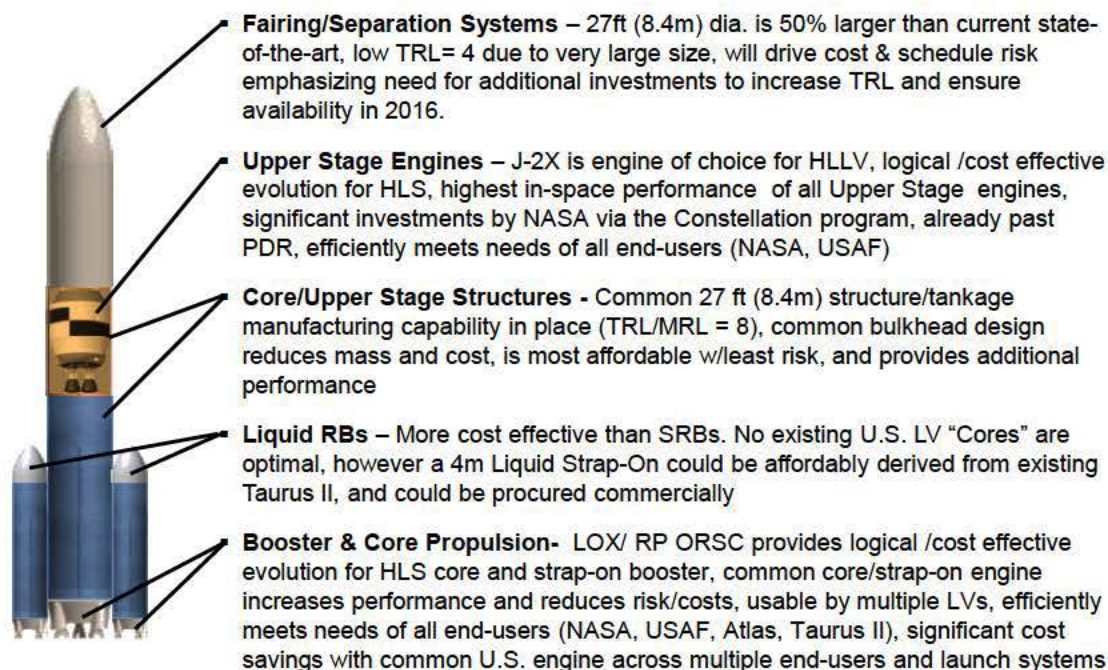 ▪ Fairing/Separation Systems – 27ft (8.4m) dia. is 50% larger than current state-
of-the-art, low TRL= 4 due to very large size, will drive cost & schedule risk
emphasizing need for additional investments to increase TRL and ensure
availability in 2016.
▪ Upper Stage Engines – J-2X is engine of choice for HLLV, logical /cost effective
evolution for HLS, highest in-space performance  of all Upper Stage  engines,
significant investments by NASA via the Constellation program, already past
PDR, efficiently meets needs of all end-users (NASA, USAF)
▪ Core/Upper Stage Structures - Common 27 ft (8.4m) structure/tankage
manufacturing capability in place (TRL/MRL = 8), common bulkhead design
reduces mass and cost, is most affordable w/least risk, and provides additional
performance
▪ Liquid RBs – More cost effective than SRBs. No existing U.S. LV “Cores” are
optimal, however a 4m Liquid Strap-On could be affordably derived from existing
Taurus II, and could be procured commercially
▪ Booster & Core Propulsion-  LOX/ RP ORSC provides logical /cost effective
evolution for HLS core and strap-on booster, common core/strap-on engine
increases performance and reduces risk/costs, usable by multiple LVs, efficiently
meets needs of all end-users (NASA, USAF, Atlas, Taurus II), significant cost
savings with common U.S. engine across multiple end-users and launch systems